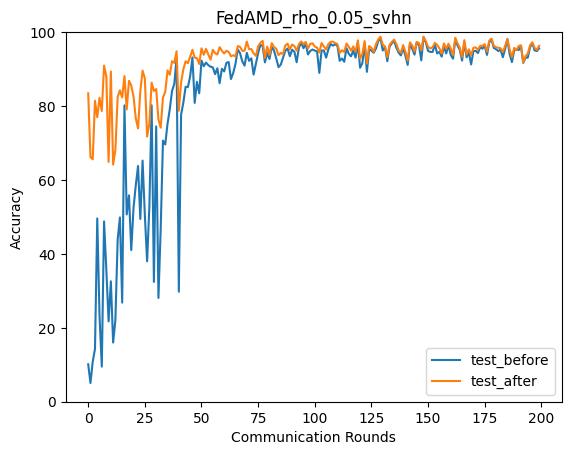 FedAMD_rho_0.05_svhn
Accuracy
100
80
60
40
20
0
0 25 50 75 100 125 150 175 200
Communication Rounds
test_before
test_after